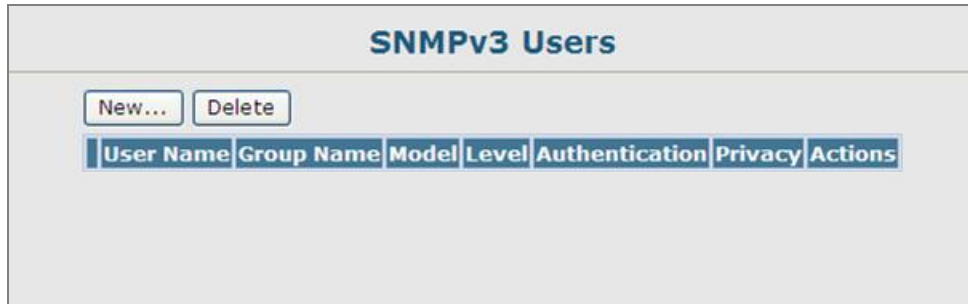 SNMPv3 Users
New... Delete
User Name Group Name Model Level Authentication Privacy Actions